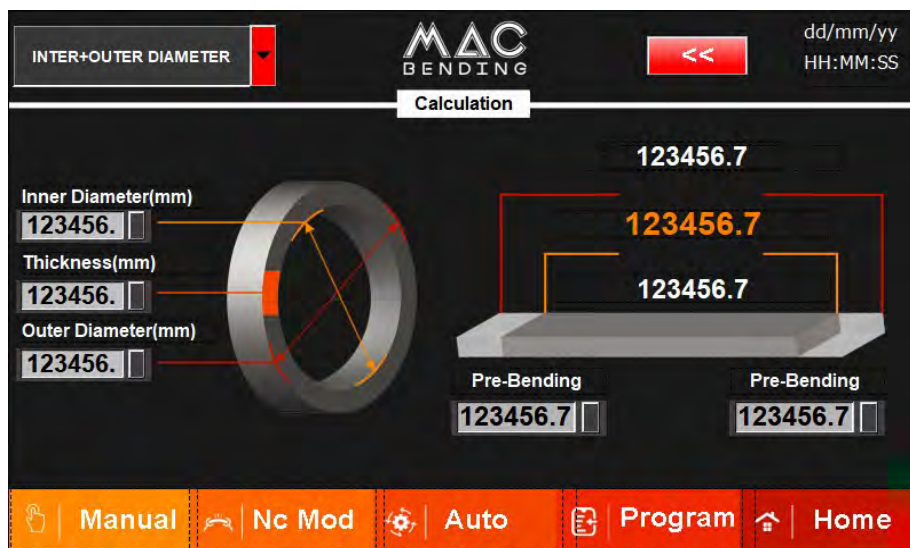 INTER+OUTER DIAMETER
MAC
BENDING
<<
dd/mm/yy
HH:MM:SS
Calculation
123456.7
Inner Diameter(mm)
123456.
123456.7
Thickness(mm)
123456.
123456.7
Outer Diameter(mm)
123456.
Pre-Bending
Pre-Bending
123456.7
123456.7
Manual
Nc Mod
Auto
Program
Home